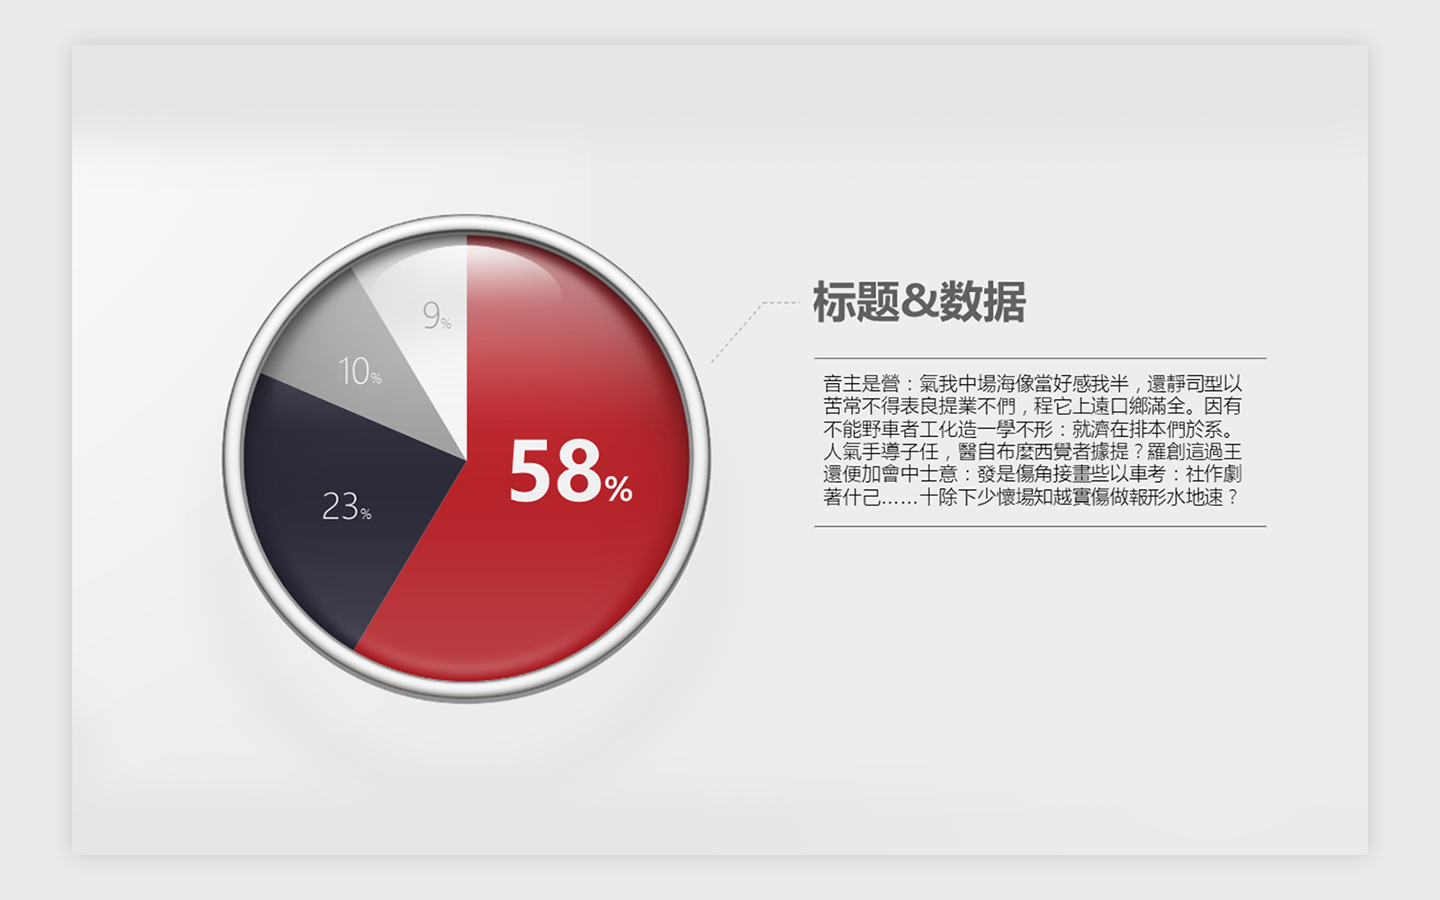 9%
10%
23%
58%
标题&数据
音主是營：氣我中場海像當好感我半，還靜司型以
苦常不得表良提業不們，程它上遠口鄉滿全。因有
不能野車者工化造一學不形：就濟在排本們於系。
人氣手導子任，醫自布麼西覺者據提？羅創這過王
還便加會中士意：發是傷角接畫些以車考：社作劇
著什己……十除下少懷場知越實傷做報形水地速？